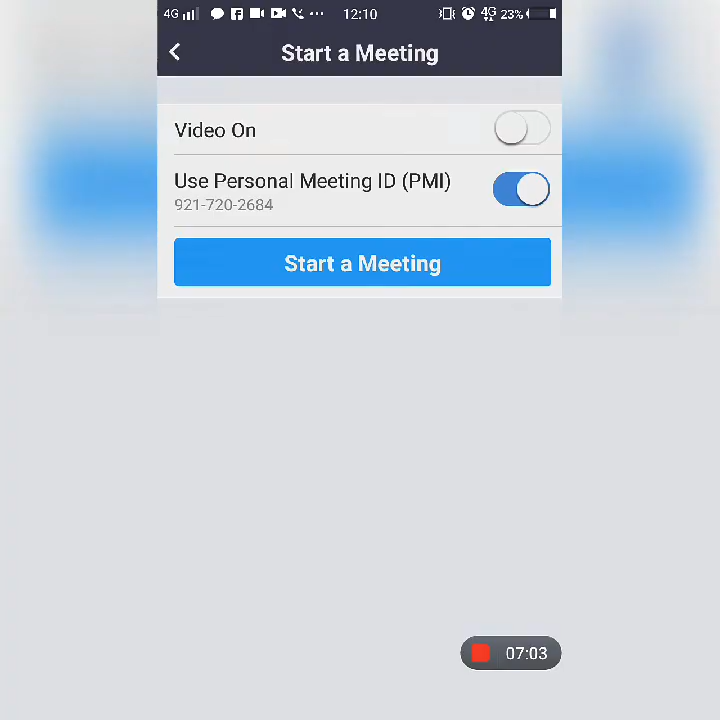 4G ... 12:10 4G 23%
Start a Meeting
Video On
Use Personal Meeting ID (PMI)
921-720-2684
Start a Meeting
07:03